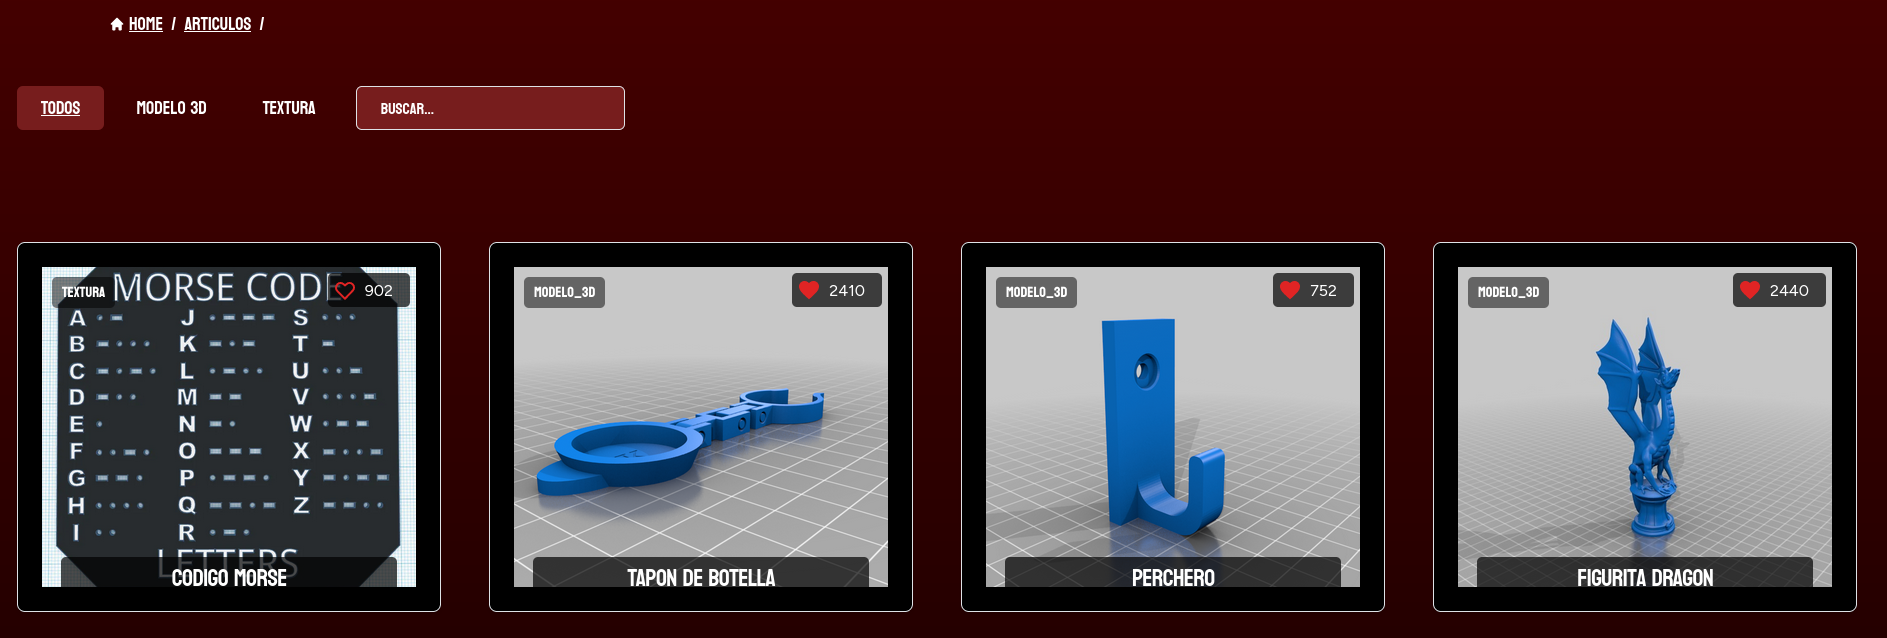 HOME / ARTICULOS /
TODOS MODELO 3D TEXTURA BUSCAR...
TEXTURA MORSE CODE 902
A J S
B K T
C L U
D M V
E N W
F O X
G P Y
H Q Z
I R
LETTERS
CODIGO MORSE
MODELO_3D 2410
TAPON DE BOTELLA
MODELO_3D 752
PERCHERO
MODELO_3D 2440
FIGURITA DRAGON